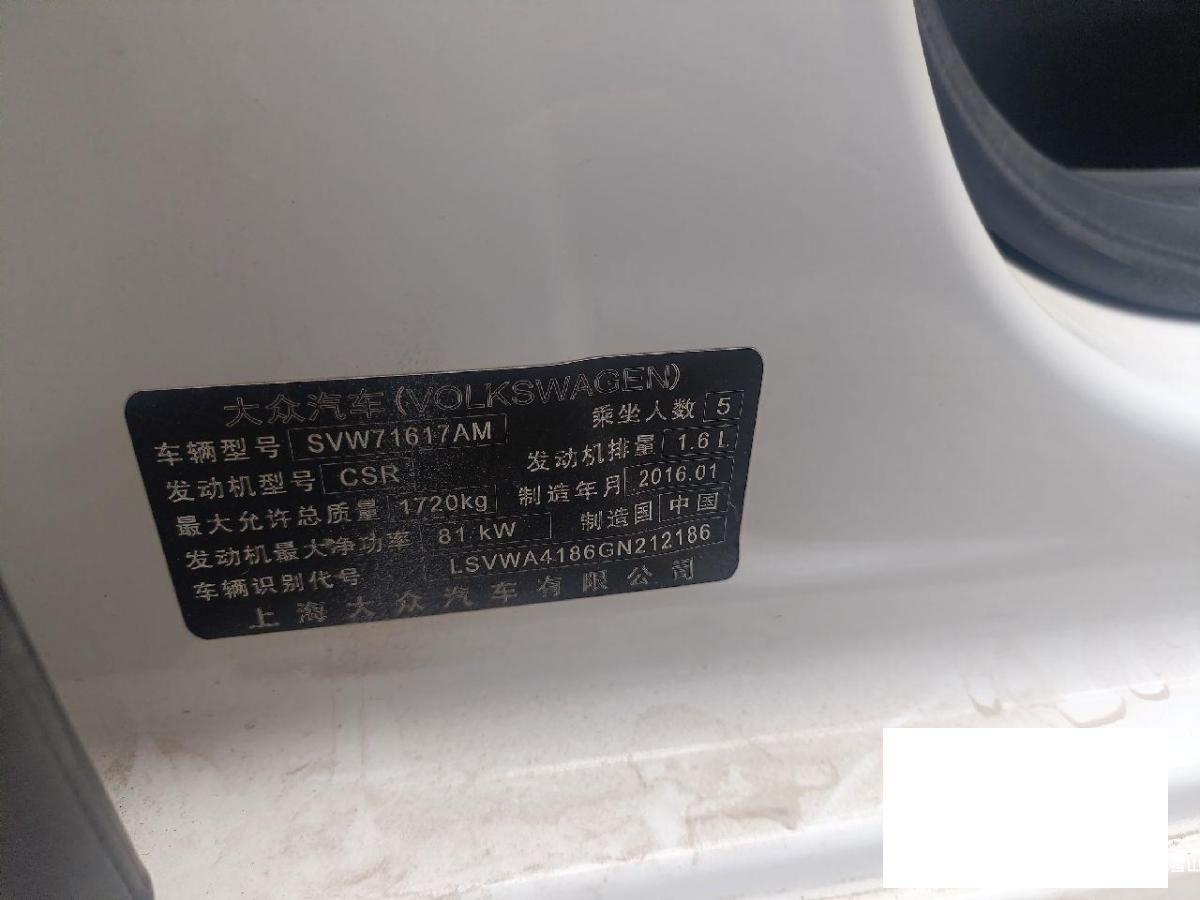 大众汽车(VOLKSWAGEN)
车辆型号 SVW71617AM 乘坐人数 5
发动机型号 CSR 发动机排量 1.6 L
最大允许总质量 1720kg 制造年月 2016.01
发动机最大净功率 81 kW 制造国 中国
车辆识别代号 LSVWA4186GN212186
上海大众汽车有限公司